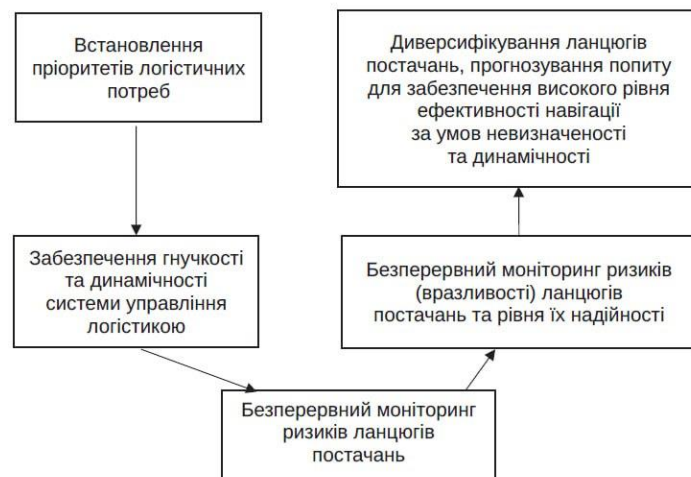 Встановлення
пріоритетів логістичних
потреб
Забезпечення гнучкості
та динамічності
системи управління
логістикою
Безперервний моніторинг
ризиків ланцюгів
постачань
Безперервний моніторинг ризиків
(вразливості) ланцюгів
постачань та рівня їх надійності
Диверсифікування ланцюгів
постачань, прогнозування попиту
для забезпечення високого рівня
ефективності навігації
за умов невизначеності
та динамічності